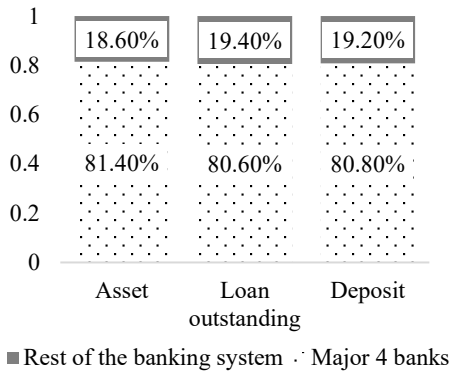 1
18.60% 19.40% 19.20%
0.8
0.6
0.4 81.40% 80.60% 80.80%
0.2
0
Asset Loan Deposit
outstanding
Rest of the banking system Major 4 banks